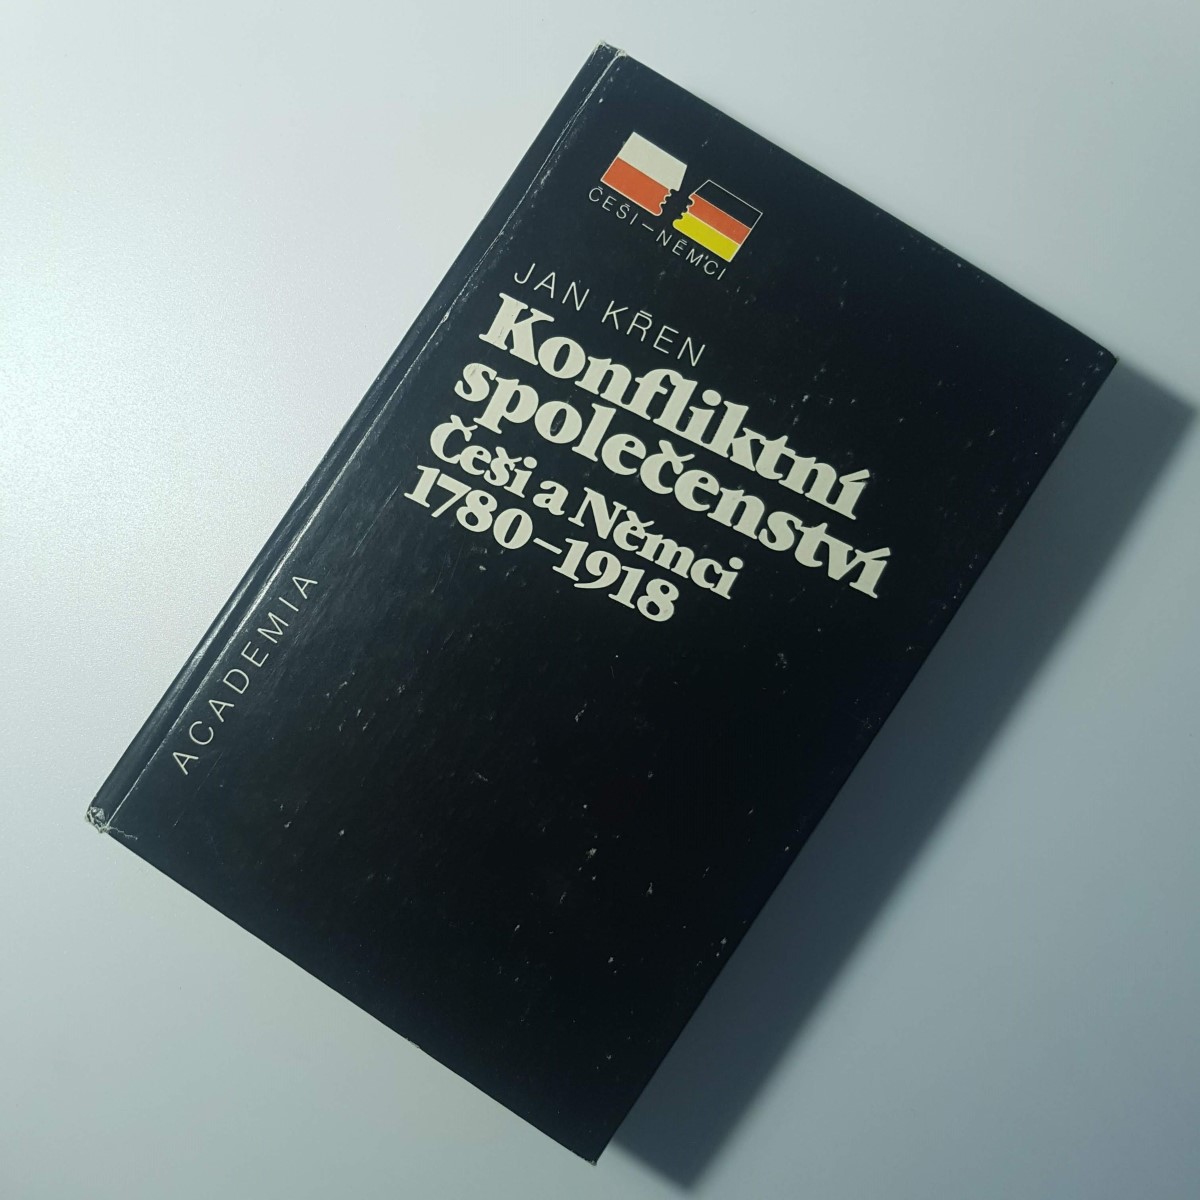 ČEŠI–NĚMCI
JAN KŘEN
Konfliktní
společenství
Češi a Němci
1780–1918
ACADEMIA